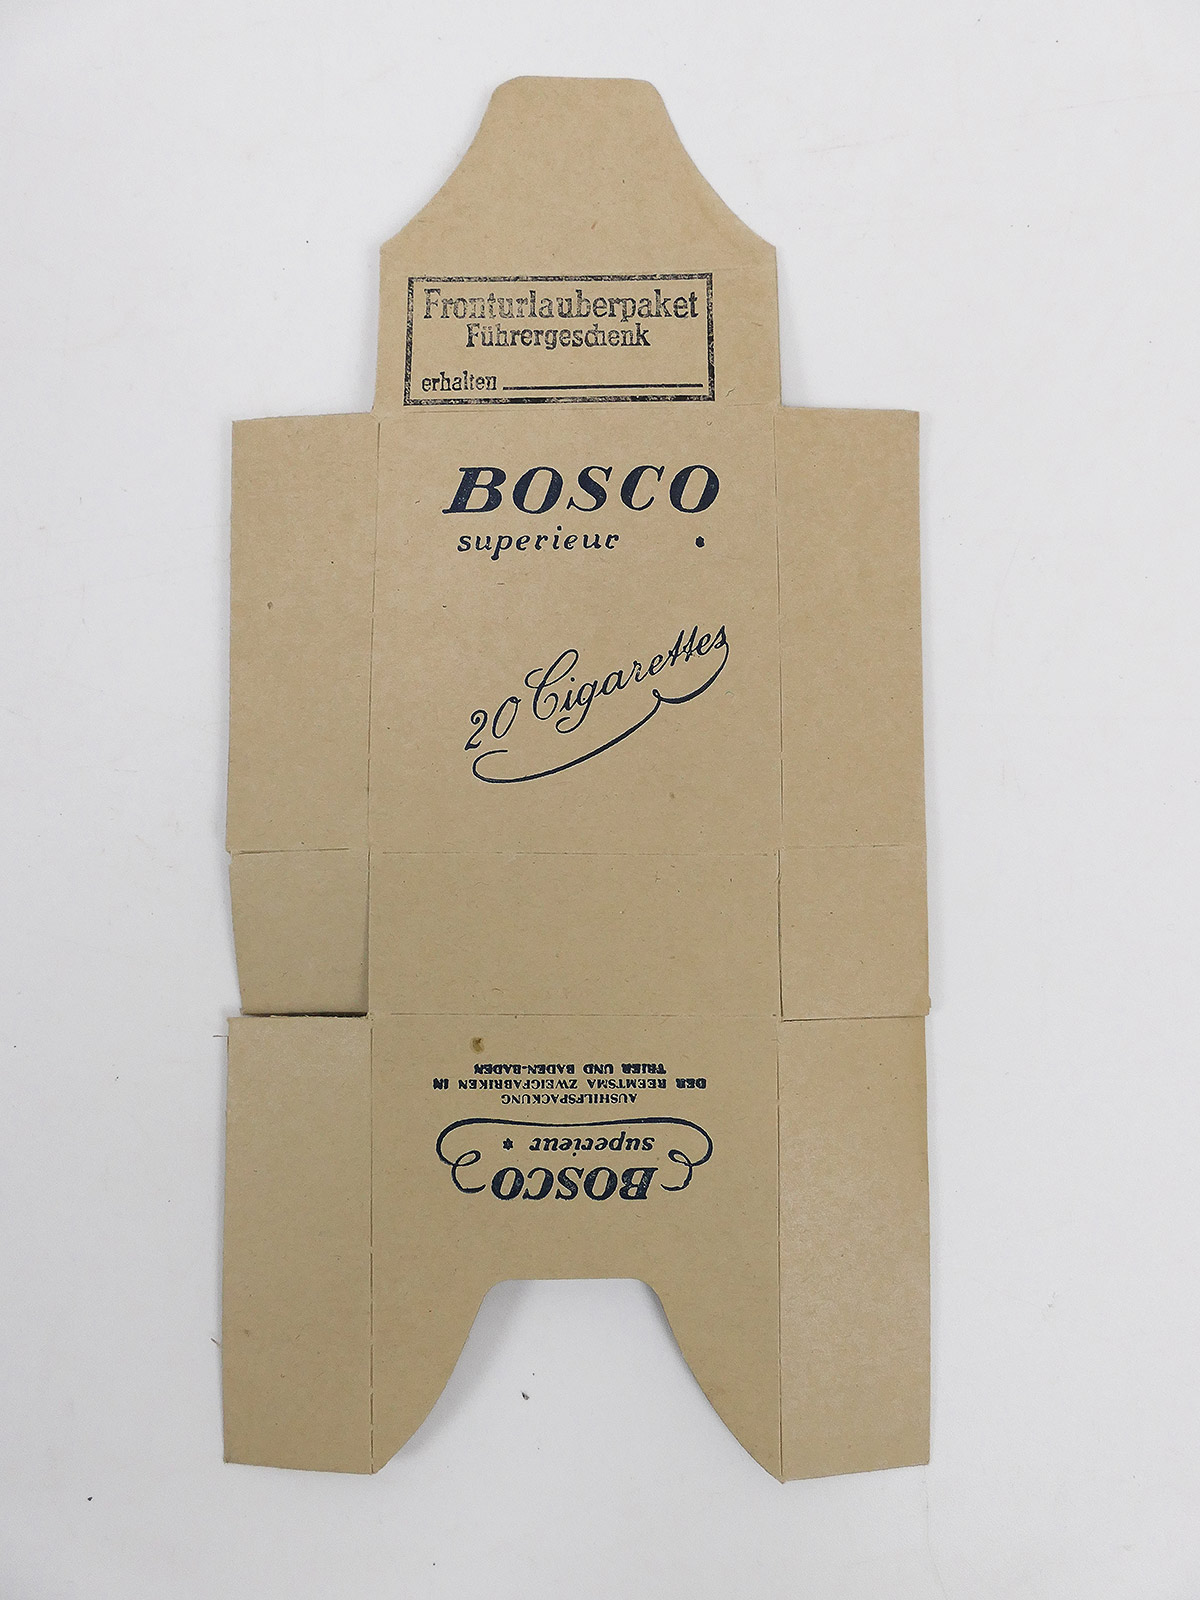 Fronturlauberpaket
Führergeschenk
erhalten
BOSCO
superieur
20 Cigarettes
BOSCO
superieur *
AUSHILFSPACKUNG
DER REEMTSMA ZWEIGFABRIKEN IN
TRIER UND BADEN-BADEN